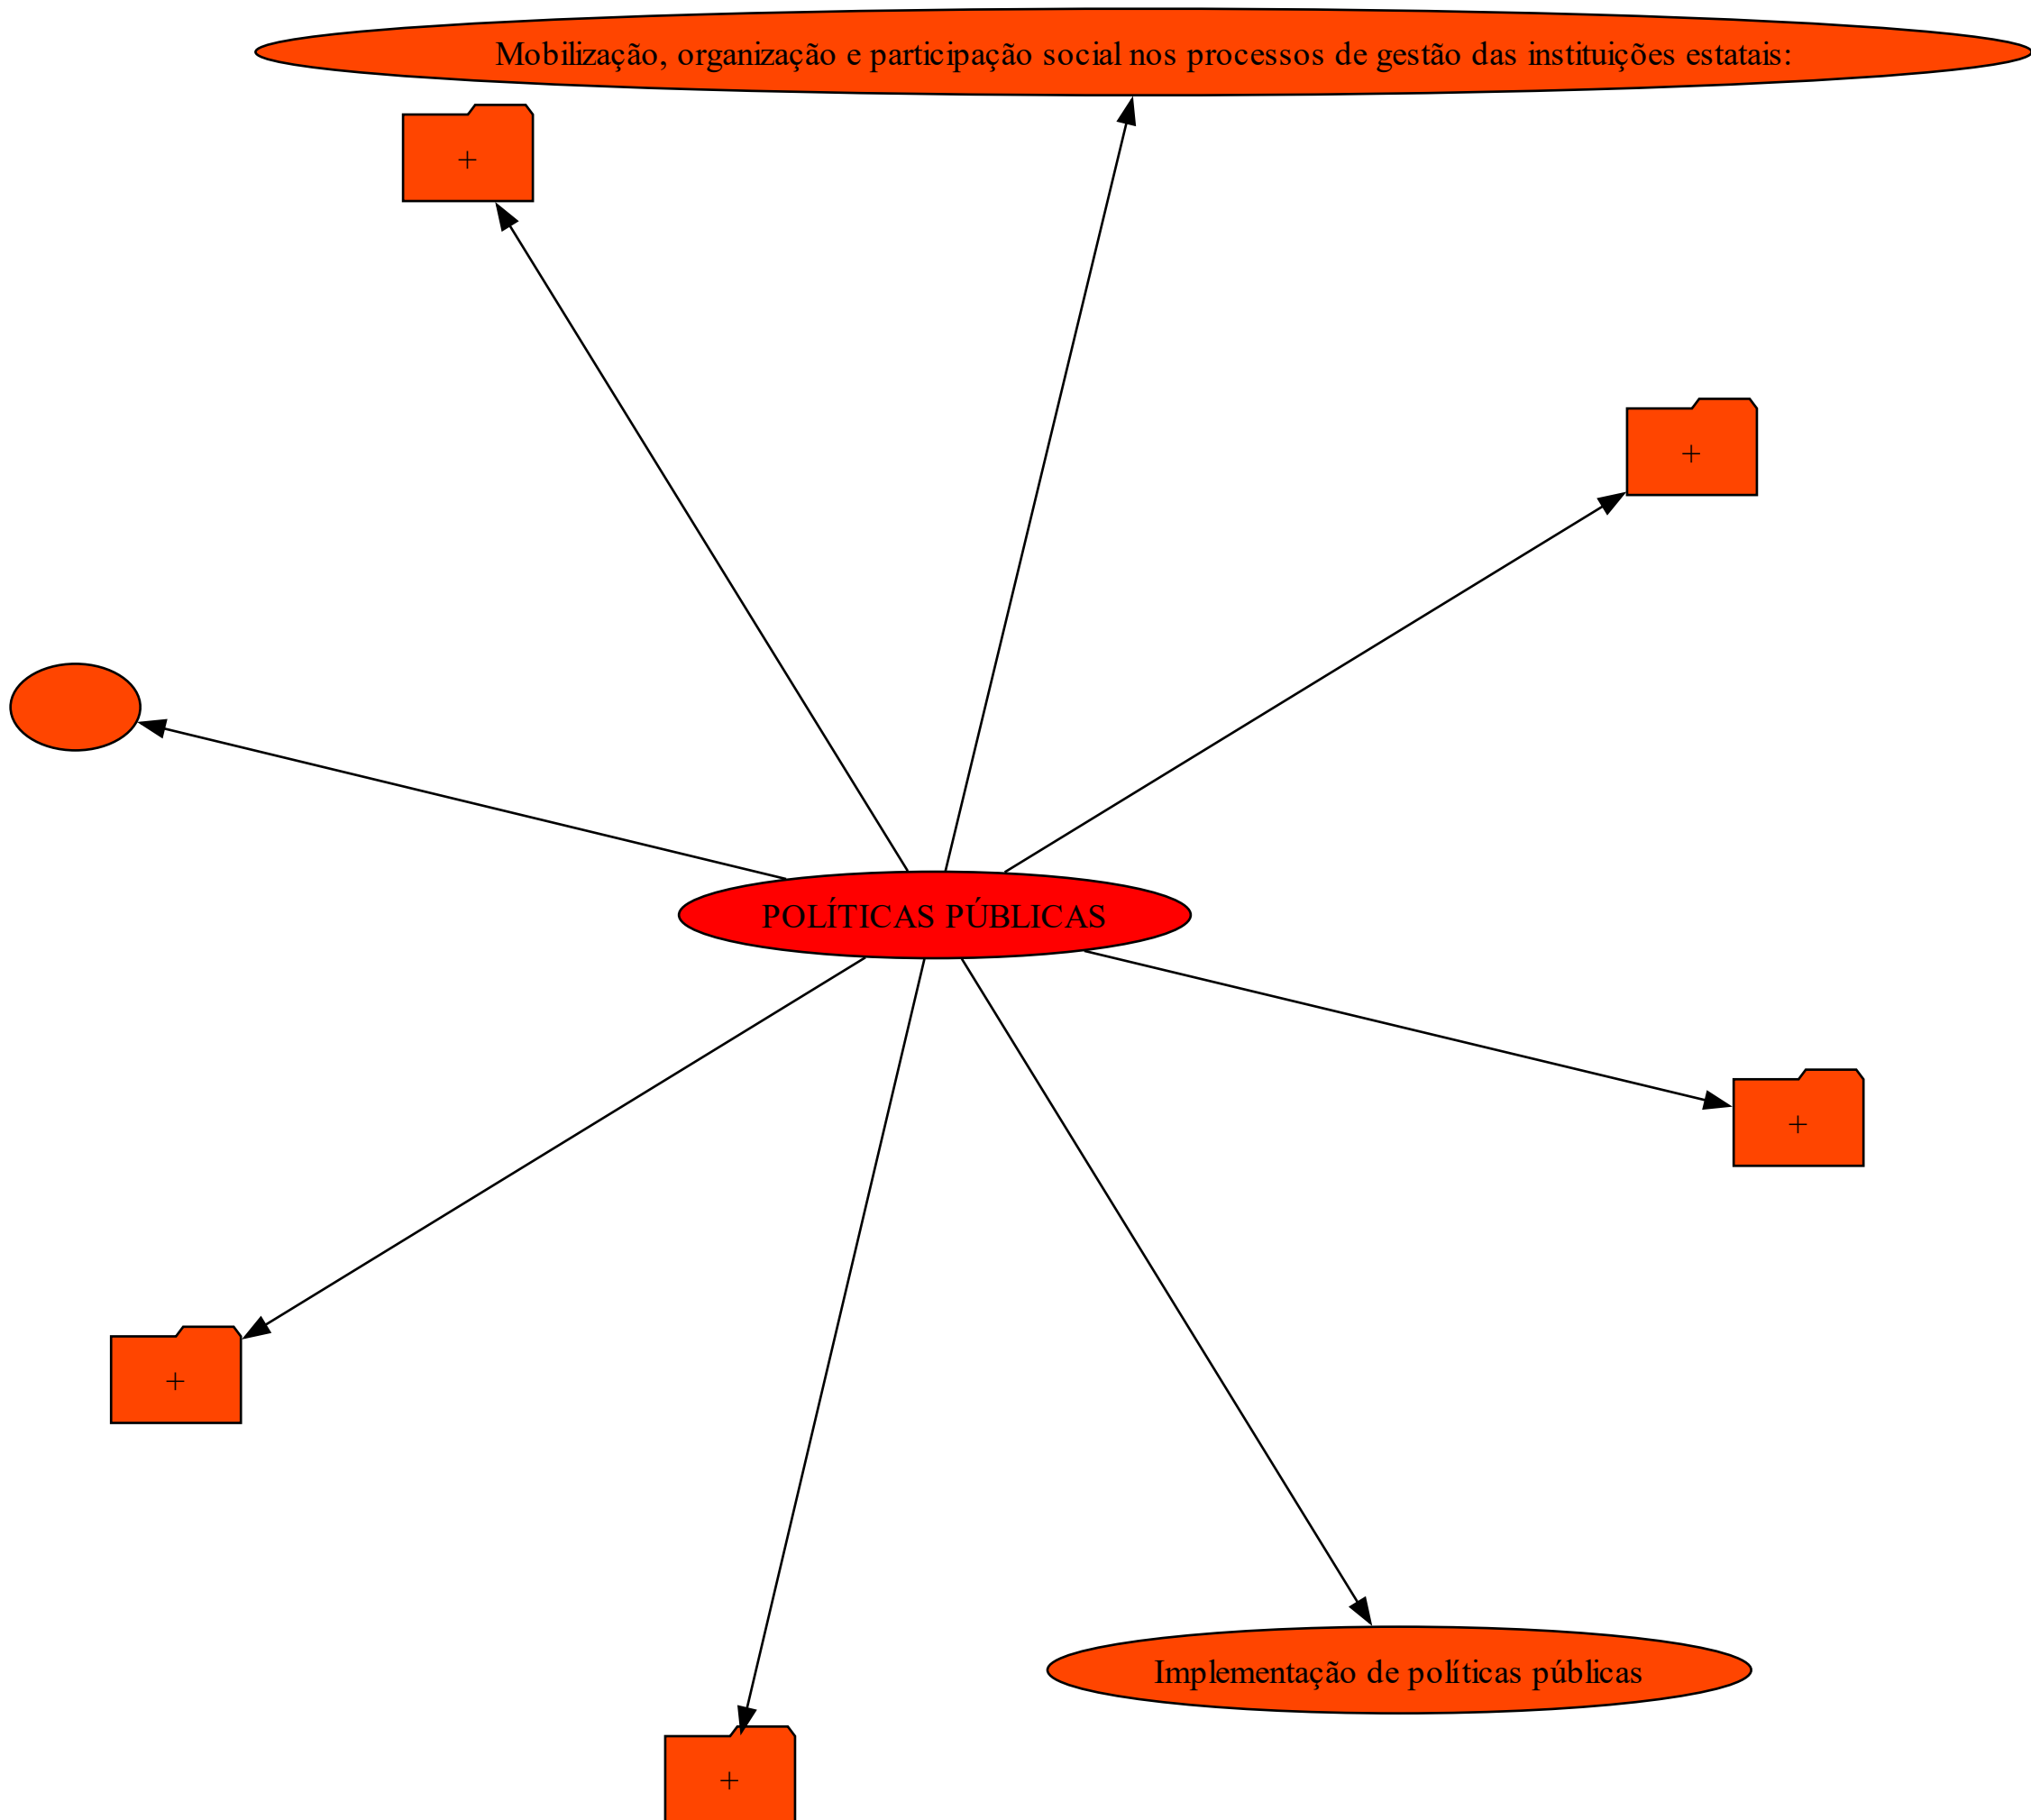 Mobilização, organização e participação social nos processos de gestão das instituições estatais:
+
+
POLÍTICAS PÚBLICAS
+
+
Implementação de políticas públicas
+